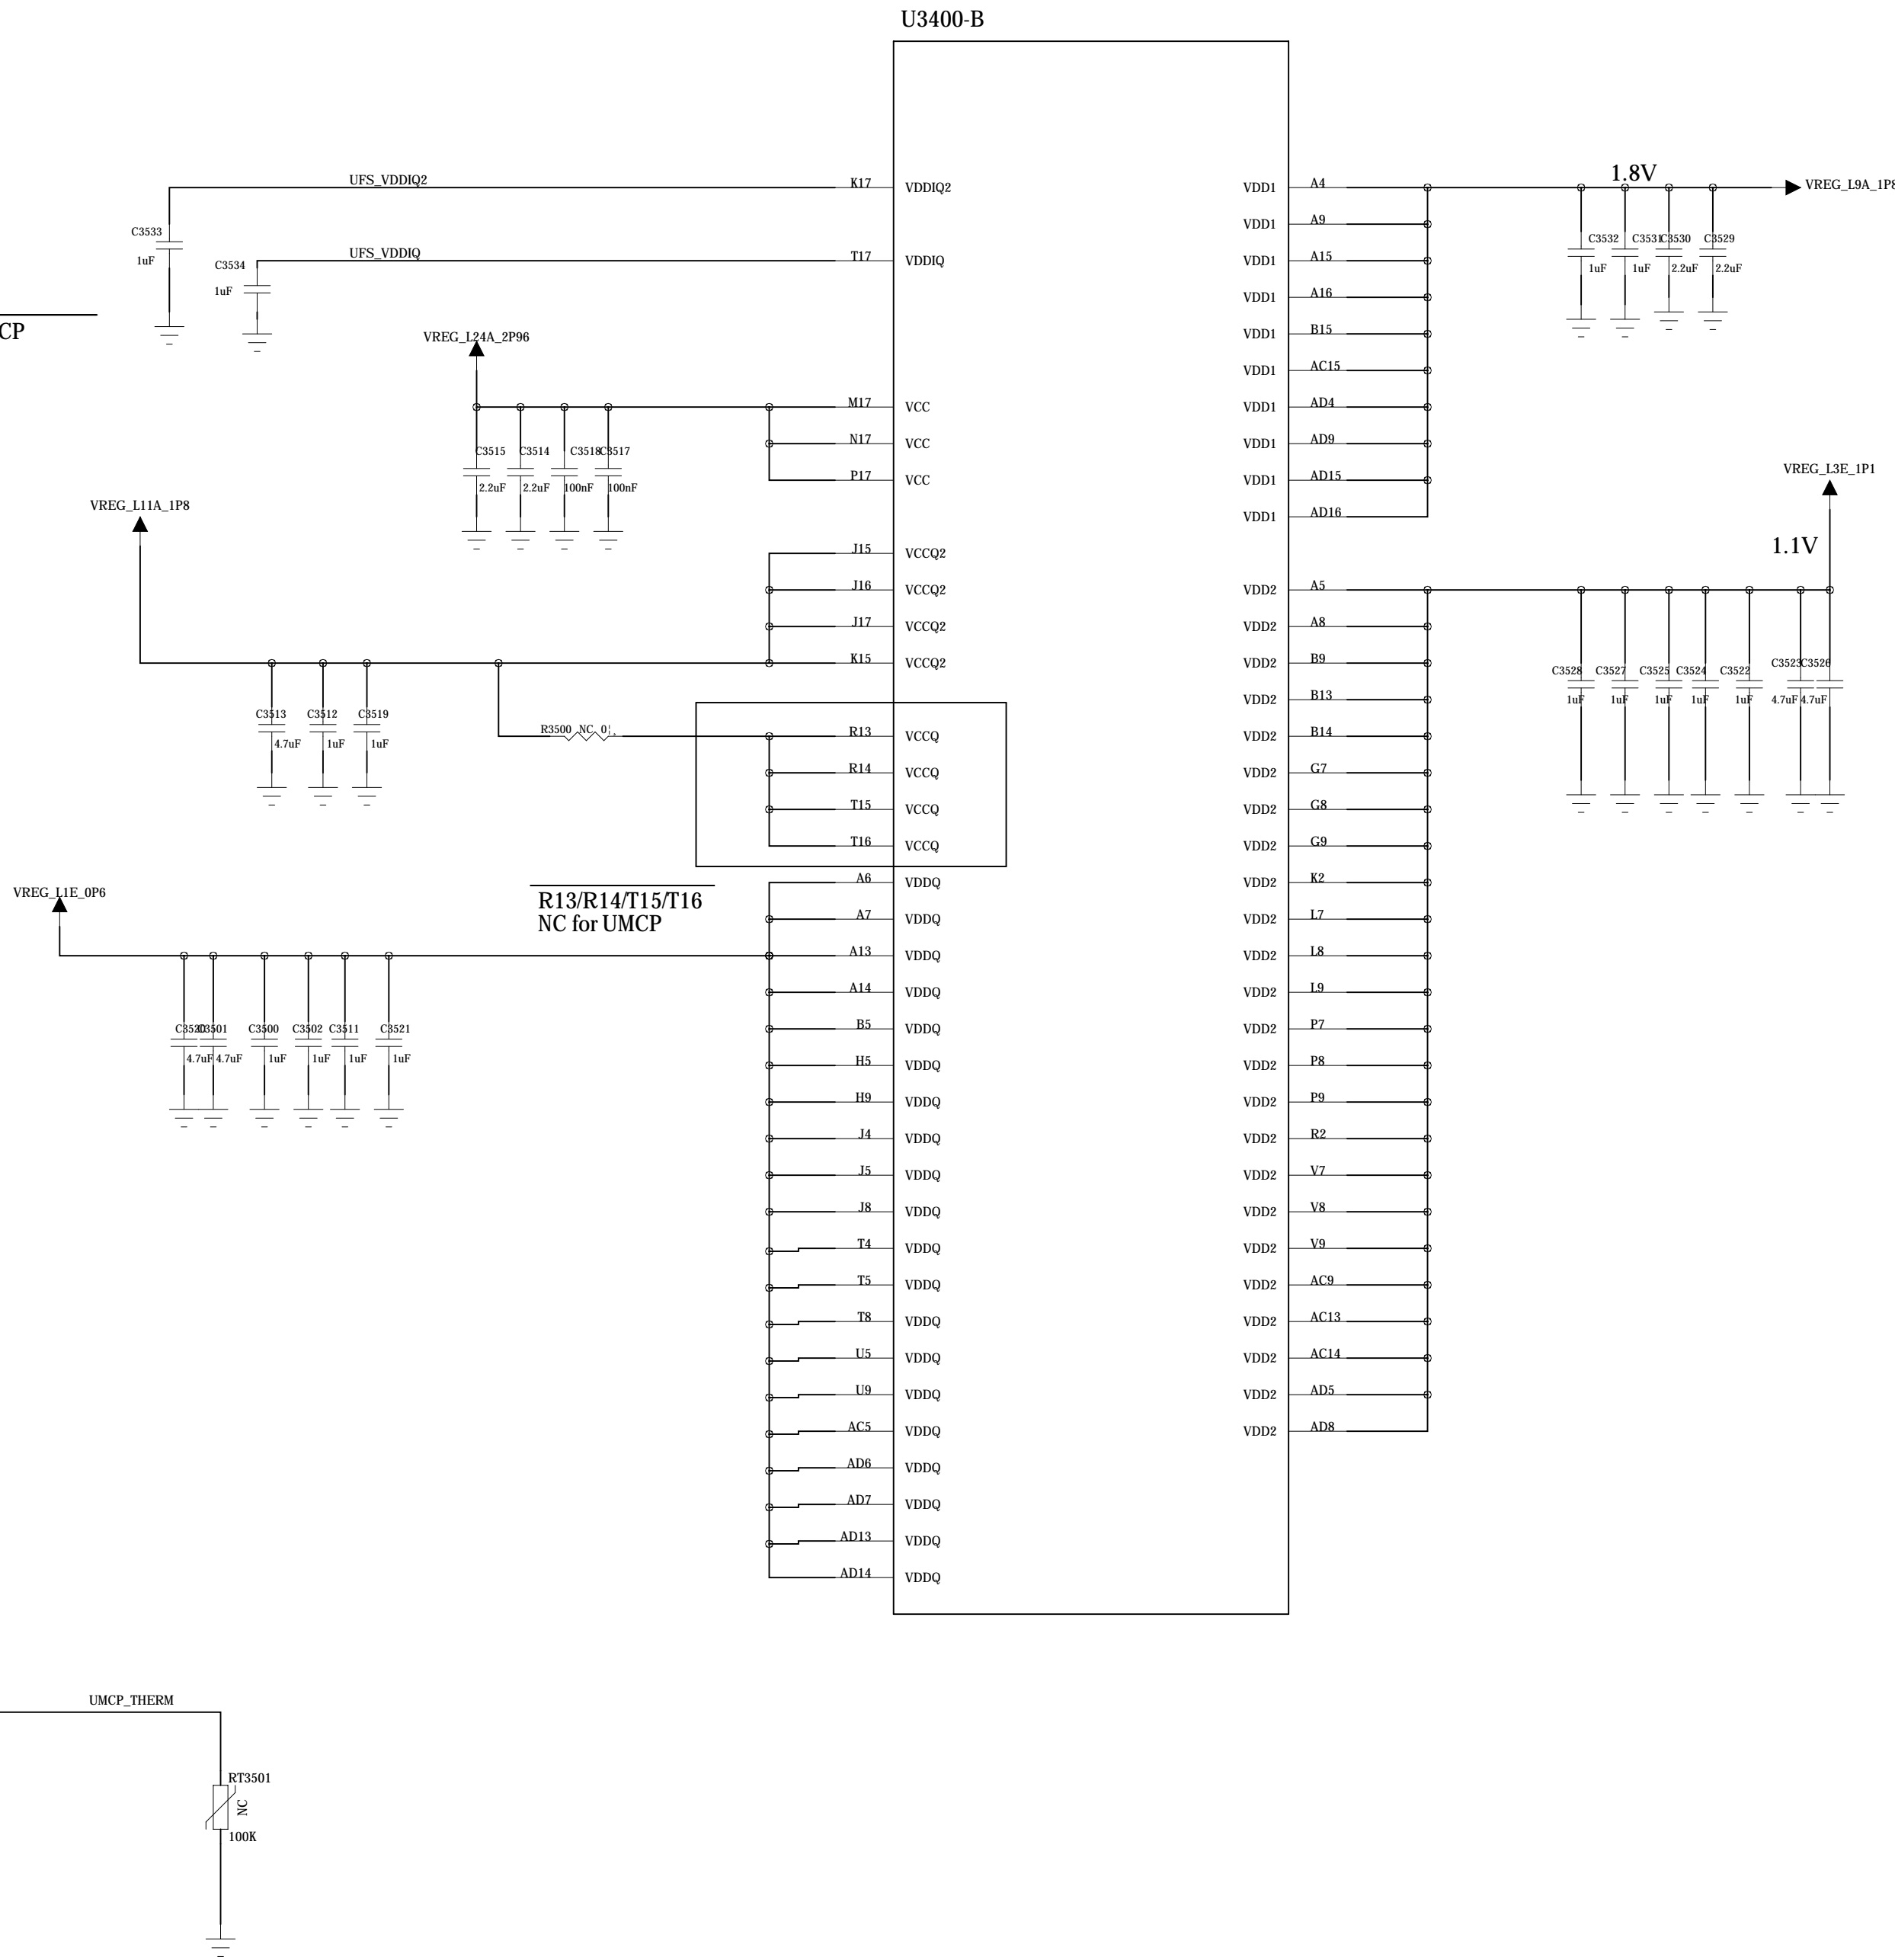 U3400-B
UFS_VDDIQ2
K17
VDDIQ2
C3533
1uF
UFS_VDDIQ
T17
VDDIQ
C3534
1uF
CP
VREG_L24A_2P96
M17
VCC
N17
VCC
P17
VCC
C3515
C3514
C3518
C3517
2.2uF
2.2uF
100nF
100nF
VREG_L11A_1P8
J15
VCCQ2
J16
VCCQ2
J17
VCCQ2
K15
VCCQ2
C3513
C3512
C3519
4.7uF
1uF
1uF
R3500 NC 0
R13
VCCQ
R14
VCCQ
T15
VCCQ
T16
VCCQ
R13/R14/T15/T16
NC for UMCP
VREG_L1E_0P6
C3520
C3501
C3500
C3502
C3511
C3521
4.7uF
4.7uF
1uF
1uF
1uF
1uF
A6
VDDQ
A7
VDDQ
A13
VDDQ
A14
VDDQ
B5
VDDQ
H5
VDDQ
H9
VDDQ
J4
VDDQ
J5
VDDQ
J8
VDDQ
T4
VDDQ
T5
VDDQ
T8
VDDQ
U5
VDDQ
U9
VDDQ
AC5
VDDQ
AD6
VDDQ
AD7
VDDQ
AD13
VDDQ
AD14
VDDQ
VDD1
A4
VDD1
A9
VDD1
A15
VDD1
A16
VDD1
B15
VDD1
AC15
VDD1
AD4
VDD1
AD9
VDD1
AD15
VDD1
AD16
1.8V
VREG_L9A_1P8
C3532
C3531
C3530
C3529
1uF
1uF
2.2uF
2.2uF
VREG_L3E_1P1
1.1V
VDD2
A5
VDD2
A8
VDD2
B9
VDD2
B13
VDD2
B14
VDD2
G7
VDD2
G8
VDD2
G9
VDD2
K2
VDD2
L7
VDD2
L8
VDD2
L9
VDD2
P7
VDD2
P8
VDD2
P9
VDD2
R2
VDD2
V7
VDD2
V8
VDD2
V9
VDD2
AC9
VDD2
AC13
VDD2
AC14
VDD2
AD5
VDD2
AD8
C3528
C3527
C3525
C3524
C3522
C3523
C3526
1uF
1uF
1uF
1uF
1uF
4.7uF
4.7uF
UMCP_THERM
RT3501
NC
100K